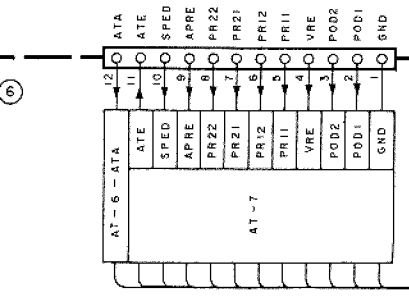 ATA ATE SPED APRE PR22 PR21 PR12 PR11 VRE POD2 POD1 GND
12 11 10 9 8 7 6 5 4 3 2 1
6
AT-6-ATA ATE SPED APRE PR22 PR21 PR12 PR11 VRE POD2 POD1 GND
AT-7